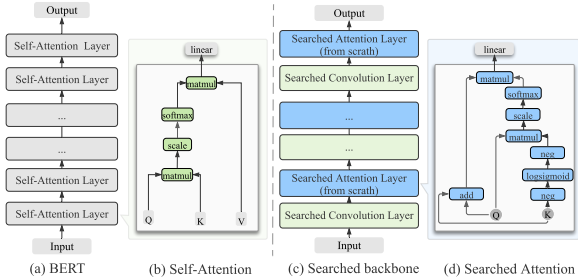 Output
Self-Attention Layer
Self-Attention Layer
...
...
Self-Attention Layer
Self-Attention Layer
Input
(a) BERT
linear
matmul
softmax
scale
matmul
Q
K
V
(b) Self-Attention
Output
Searched Attention Layer
(from scrath)
Searched Convolution Layer
...
...
Searched Attention Layer
(from scrath)
Searched Convolution Layer
Input
(c) Searched backbone
linear
matmul
softmax
scale
matmul
neg
logsigmoid
add
neg
Q
K
(d) Searched Attention